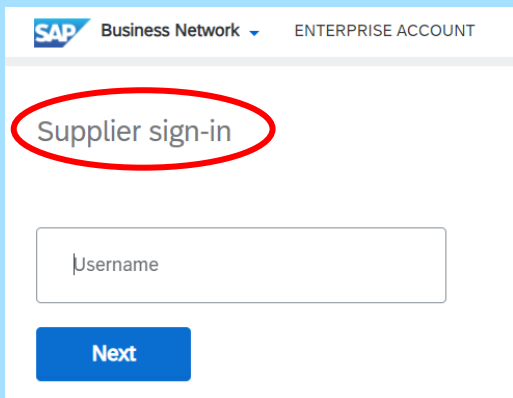 SAP Business Network ENTERPRISE ACCOUNT
Supplier sign-in
Username
Next